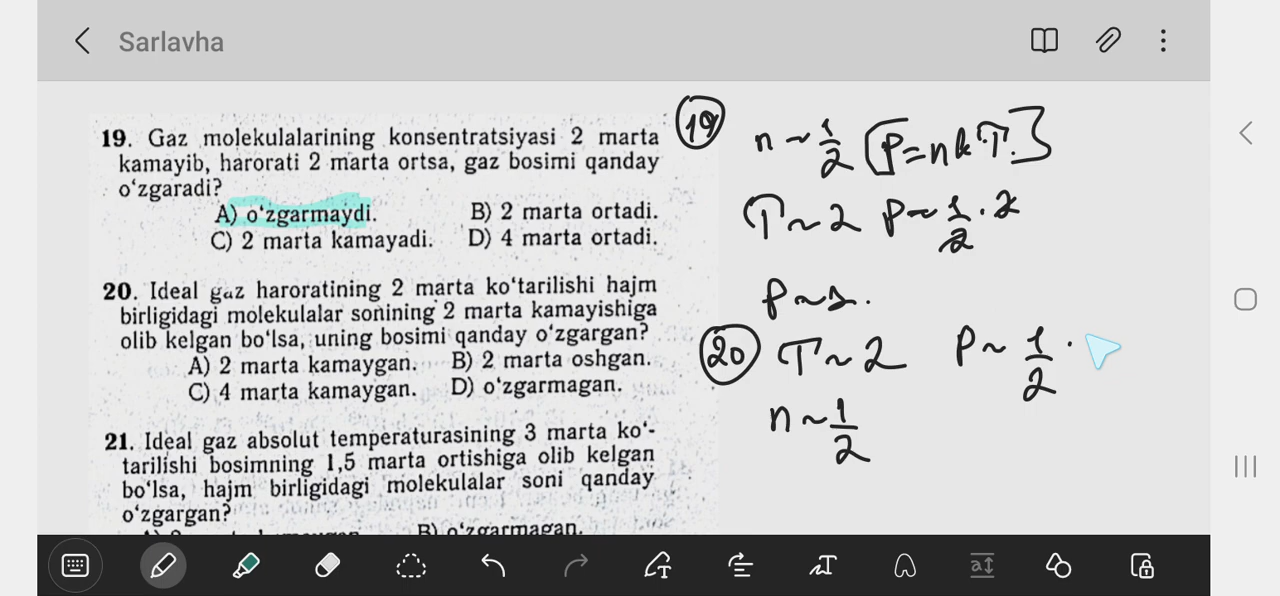 Sarlavha
19. Gaz molekulalarining konsentratsiyasi 2 marta
kamayib, harorati 2 marta ortsa, gaz bosimi qanday
o‘zgaradi?
A) o‘zgarmaydi. B) 2 marta ortadi.
C) 2 marta kamayadi. D) 4 marta ortadi.
20. Ideal gaz haroratining 2 marta ko‘tarilishi hajm
birligidagi molekulalar sonining 2 marta kamayishiga
olib kelgan bo‘lsa, uning bosimi qanday o‘zgargan?
A) 2 marta kamaygan. B) 2 marta oshgan.
C) 4 marta kamaygan. D) o‘zgarmagan.
21. Ideal gaz absolut temperaturasining 3 marta ko‘-
tarilishi bosimning 1,5 marta ortishiga olib kelgan
bo‘lsa, hajm birligidagi molekulalar soni qanday
o‘zgargan?
B) o‘zgarmagan.
19 n ~ 1/2 [P=nkT.]
T ~ 2 P ~ 1/2 · 2
P ~ 1.
20 T ~ 2 P ~ 1/2 ·
n ~ 1/2